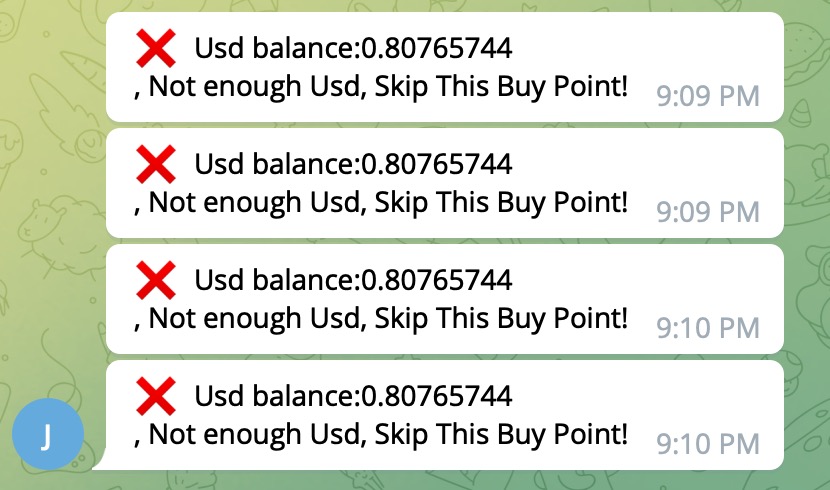 ❌ Usd balance:0.80765744
, Not enough Usd, Skip This Buy Point!
9:09 PM
❌ Usd balance:0.80765744
, Not enough Usd, Skip This Buy Point!
9:09 PM
❌ Usd balance:0.80765744
, Not enough Usd, Skip This Buy Point!
9:10 PM
❌ Usd balance:0.80765744
, Not enough Usd, Skip This Buy Point!
9:10 PM
J